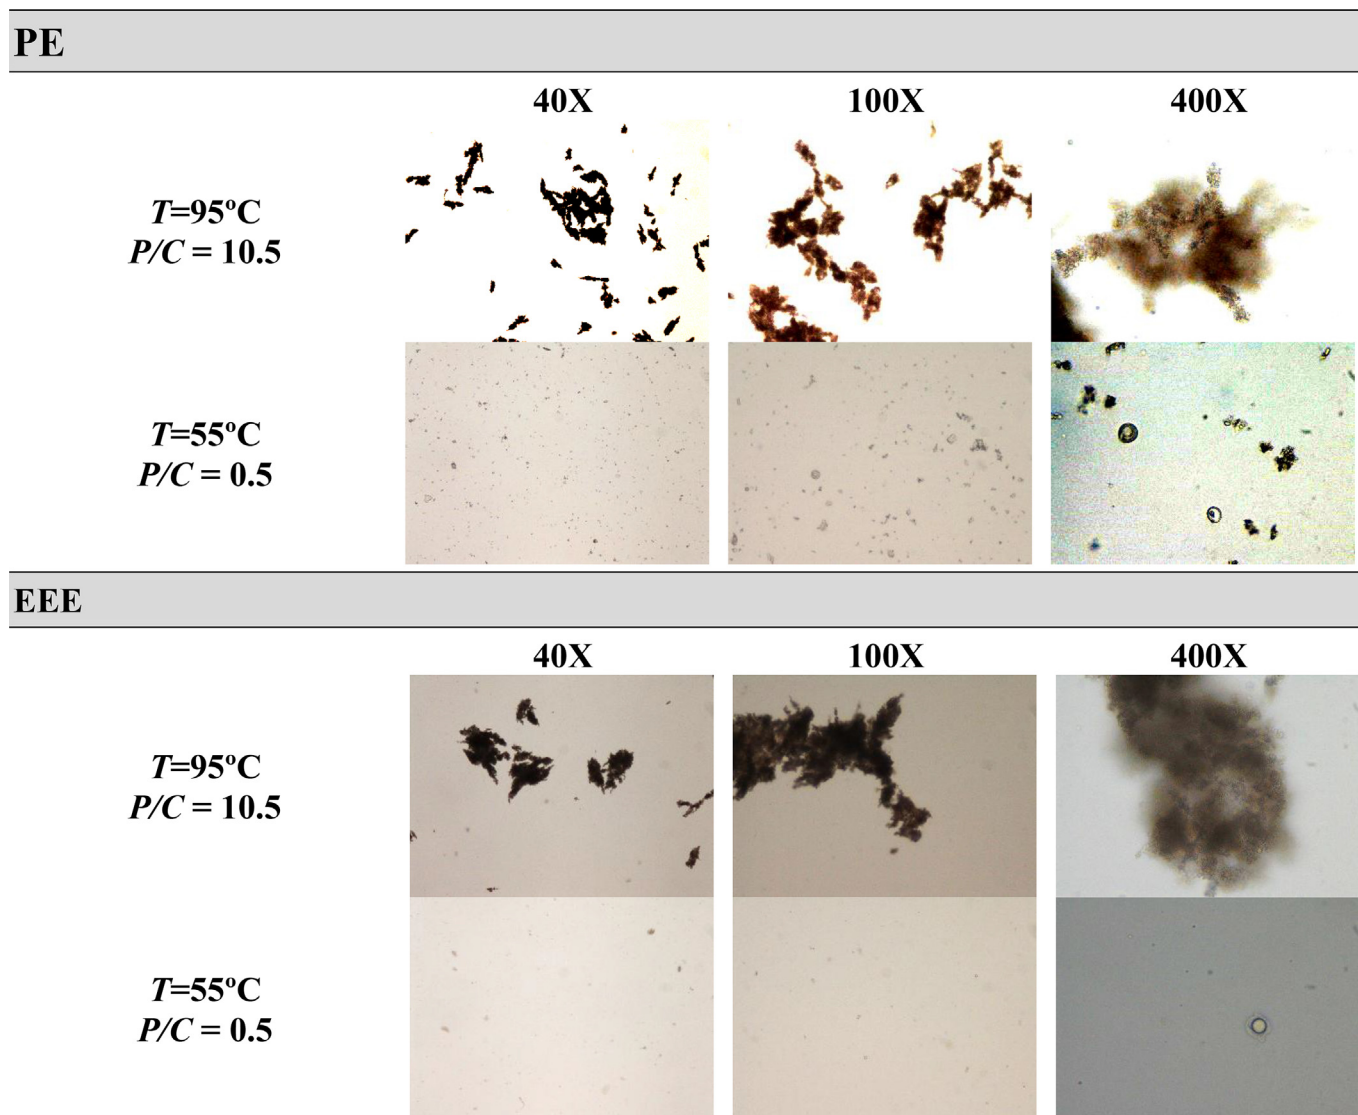 PE
40X 100X 400X
T=95ºC
P/C = 10.5
T=55ºC
P/C = 0.5
EEE
40X 100X 400X
T=95ºC
P/C = 10.5
T=55ºC
P/C = 0.5